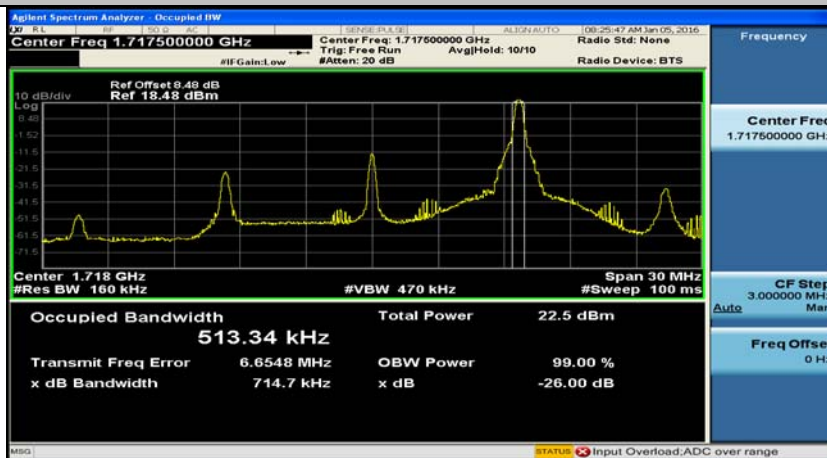 Agilent Spectrum Analyzer - Occupied BW
LXI RL RF 50 Ω AC SENSE:PULSE ALIGN AUTO 08:25:47 AM Jan 05, 2016
Center Freq 1.717500000 GHz
Center Freq: 1.717500000 GHz
Radio Std: None
Trig: Free Run Avg|Hold: 10/10
#IFGain:Low #Atten: 20 dB Radio Device: BTS
Ref Offset 8.48 dB
10 dB/div Ref 18.48 dBm
Log
8.48
-1.52
-11.5
-21.5
-31.5
-41.5
-51.5
-61.5
-71.5
Center 1.718 GHz Span 30 MHz
#Res BW 160 kHz #VBW 470 kHz #Sweep 100 ms
Occupied Bandwidth Total Power 22.5 dBm
513.34 kHz
Transmit Freq Error 6.6548 MHz OBW Power 99.00 %
x dB Bandwidth 714.7 kHz x dB -26.00 dB
Frequency
Center Freq
1.717500000 GHz
CF Step
3.000000 MHz
Auto Man
Freq Offset
0 Hz
MSG STATUS Input Overload;ADC over range